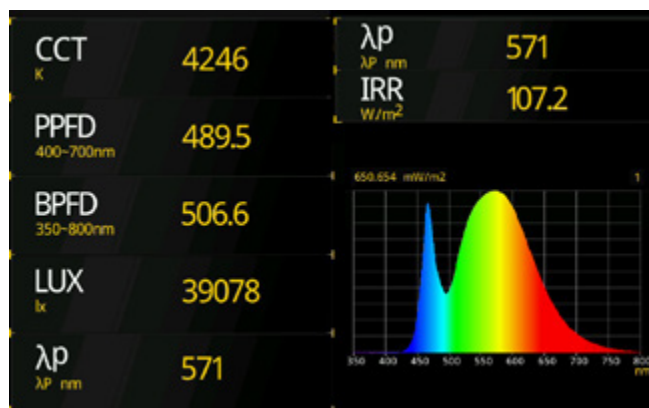 CCT
K
4246
PPFD
400~700nm
489.5
BPFD
350~800nm
506.6
LUX
lx
39078
λp
λP nm
571
λp
λP nm
571
IRR
W/m2
107.2
650.654 mW/m2 1
350 400 450 500 550 600 650 700 750 800
nm